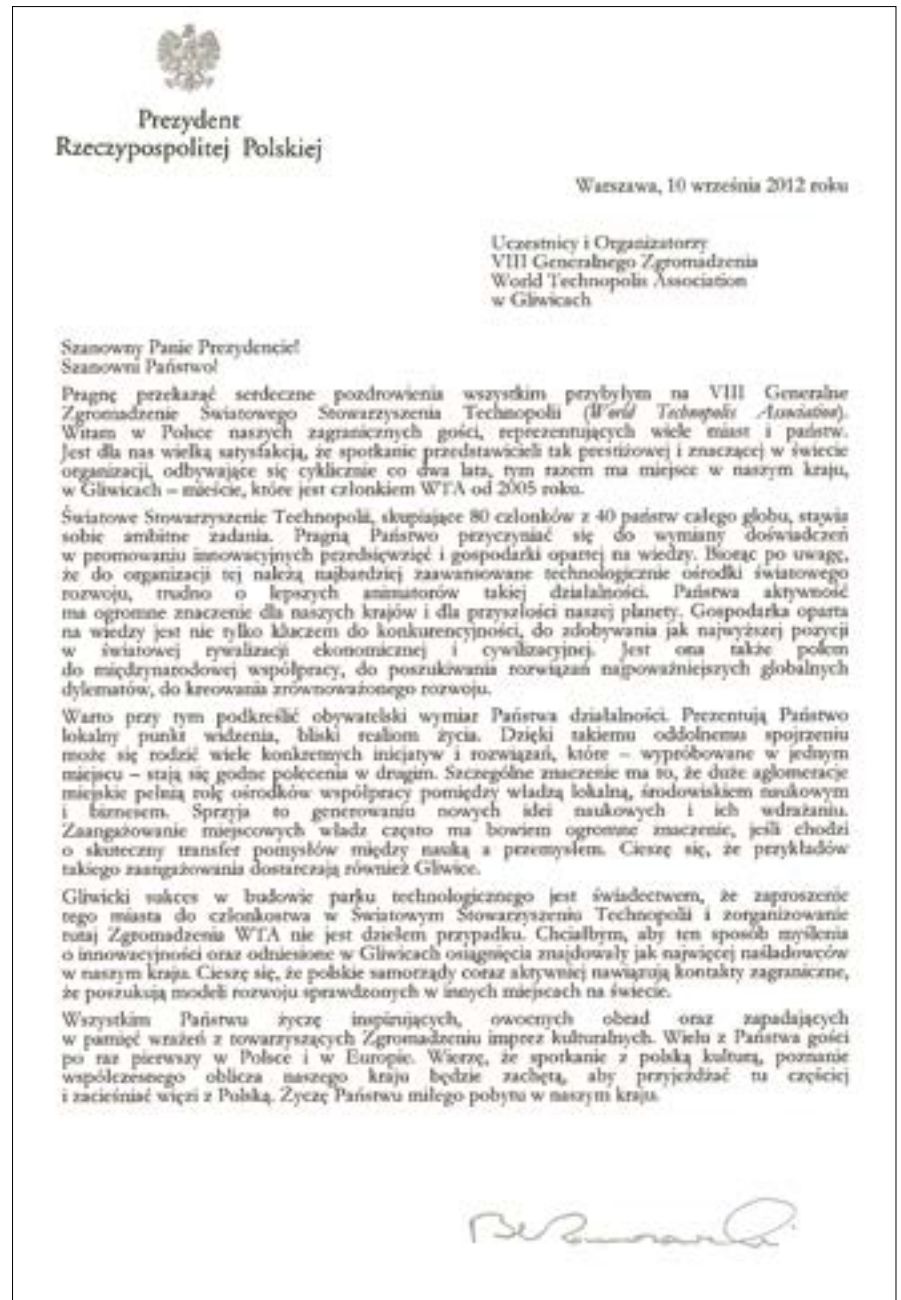 Prezydent
Rzeczypospolitej Polskiej
Warszawa, 10 września 2012 roku
Uczestnicy i Organizatorzy
VIII Generalnego Zgromadzenia
World Technopolis Association
w Gliwicach
Szanowny Panie Prezydencie!
Szanowni Państwo!
Pragnę przekazać serdeczne pozdrowienia wszystkim przybyłym na VIII Generalne
Zgromadzenie Światowego Stowarzyszenia Technopolii (World Technopolis Association).
Witam w Polsce naszych zagranicznych gości, reprezentujących wiele miast i państw.
Jest dla nas wielką satysfakcją, że spotkanie przedstawicieli tak prestiżowej i znaczącej w świecie
organizacji, odbywające się cyklicznie co dwa lata, tym razem ma miejsce w naszym kraju,
w Gliwicach – mieście, które jest członkiem WTA od 2005 roku.
Światowe Stowarzyszenie Technopolii, skupiające 80 członków z 40 państw całego globu, stawia
sobie ambitne zadania. Pragną Państwo przyczyniać się do wymiany doświadczeń
w promowaniu innowacyjnych przedsięwzięć i gospodarki opartej na wiedzy. Biorąc po uwagę,
że do organizacji tej należą najbardziej zaawansowane technologicznie ośrodki światowego
rozwoju, trudno o lepszych animatorów takiej działalności. Państwa aktywność
ma ogromne znaczenie dla naszych krajów i dla przyszłości naszej planety. Gospodarka oparta
na wiedzy jest nie tylko kluczem do konkurencyjności, do zdobywania jak najwyższej pozycji
w światowej rywalizacji ekonomicznej i cywilizacyjnej. Jest ona także polem
do międzynarodowej współpracy, do poszukiwania rozwiązań najpoważniejszych globalnych
dylematów, do kreowania zrównoważonego rozwoju.
Warto przy tym podkreślić obywatelski wymiar Państwa działalności. Prezentują Państwo
lokalny punkt widzenia, bliski realiom życia. Dzięki takiemu oddolnemu spojrzeniu
może się rodzić wiele konkretnych inicjatyw i rozwiązań, które – wypróbowane w jednym
miejscu – stają się godne polecenia w drugim. Szczególne znaczenie ma to, że duże aglomeracje
miejskie pełnią rolę ośrodków współpracy pomiędzy władzą lokalną, środowiskiem naukowym
i biznesem. Sprzyja to generowaniu nowych idei naukowych i ich wdrażaniu.
Zaangażowanie miejscowych władz często ma bowiem ogromne znaczenie, jeśli chodzi
o skuteczny transfer pomysłów między nauką a przemysłem. Cieszę się, że przykładów
takiego zaangażowania dostarczają również Gliwice.
Gliwicki sukces w budowie parku technologicznego jest świadectwem, że zaproszenie
tego miasta do członkostwa w Światowym Stowarzyszeniu Technopolii i zorganizowanie
tutaj Zgromadzenia WTA nie jest dziełem przypadku. Chciałbym, aby ten sposób myślenia
o innowacyjności oraz odniesione w Gliwicach osiągnięcia znajdowały jak najwięcej naśladowców
w naszym kraju. Cieszę się, że polskie samorządy coraz aktywniej nawiązują kontakty zagraniczne,
że poszukują modeli rozwoju sprawdzonych w innych miejscach na świecie.
Wszystkim Państwu życzę inspirujących, owocnych obrad oraz zapadających
w pamięć wrażeń z towarzyszących Zgromadzeniu imprez kulturalnych. Wielu z Państwa gości
po raz pierwszy w Polsce i w Europie. Wierzę, że spotkanie z polską kulturą, poznanie
współczesnego oblicza naszego kraju będzie zachętą, aby przyjeżdżać tu częściej
i zacieśniać więzi z Polską. Życzę Państwu miłego pobytu w naszym kraju.